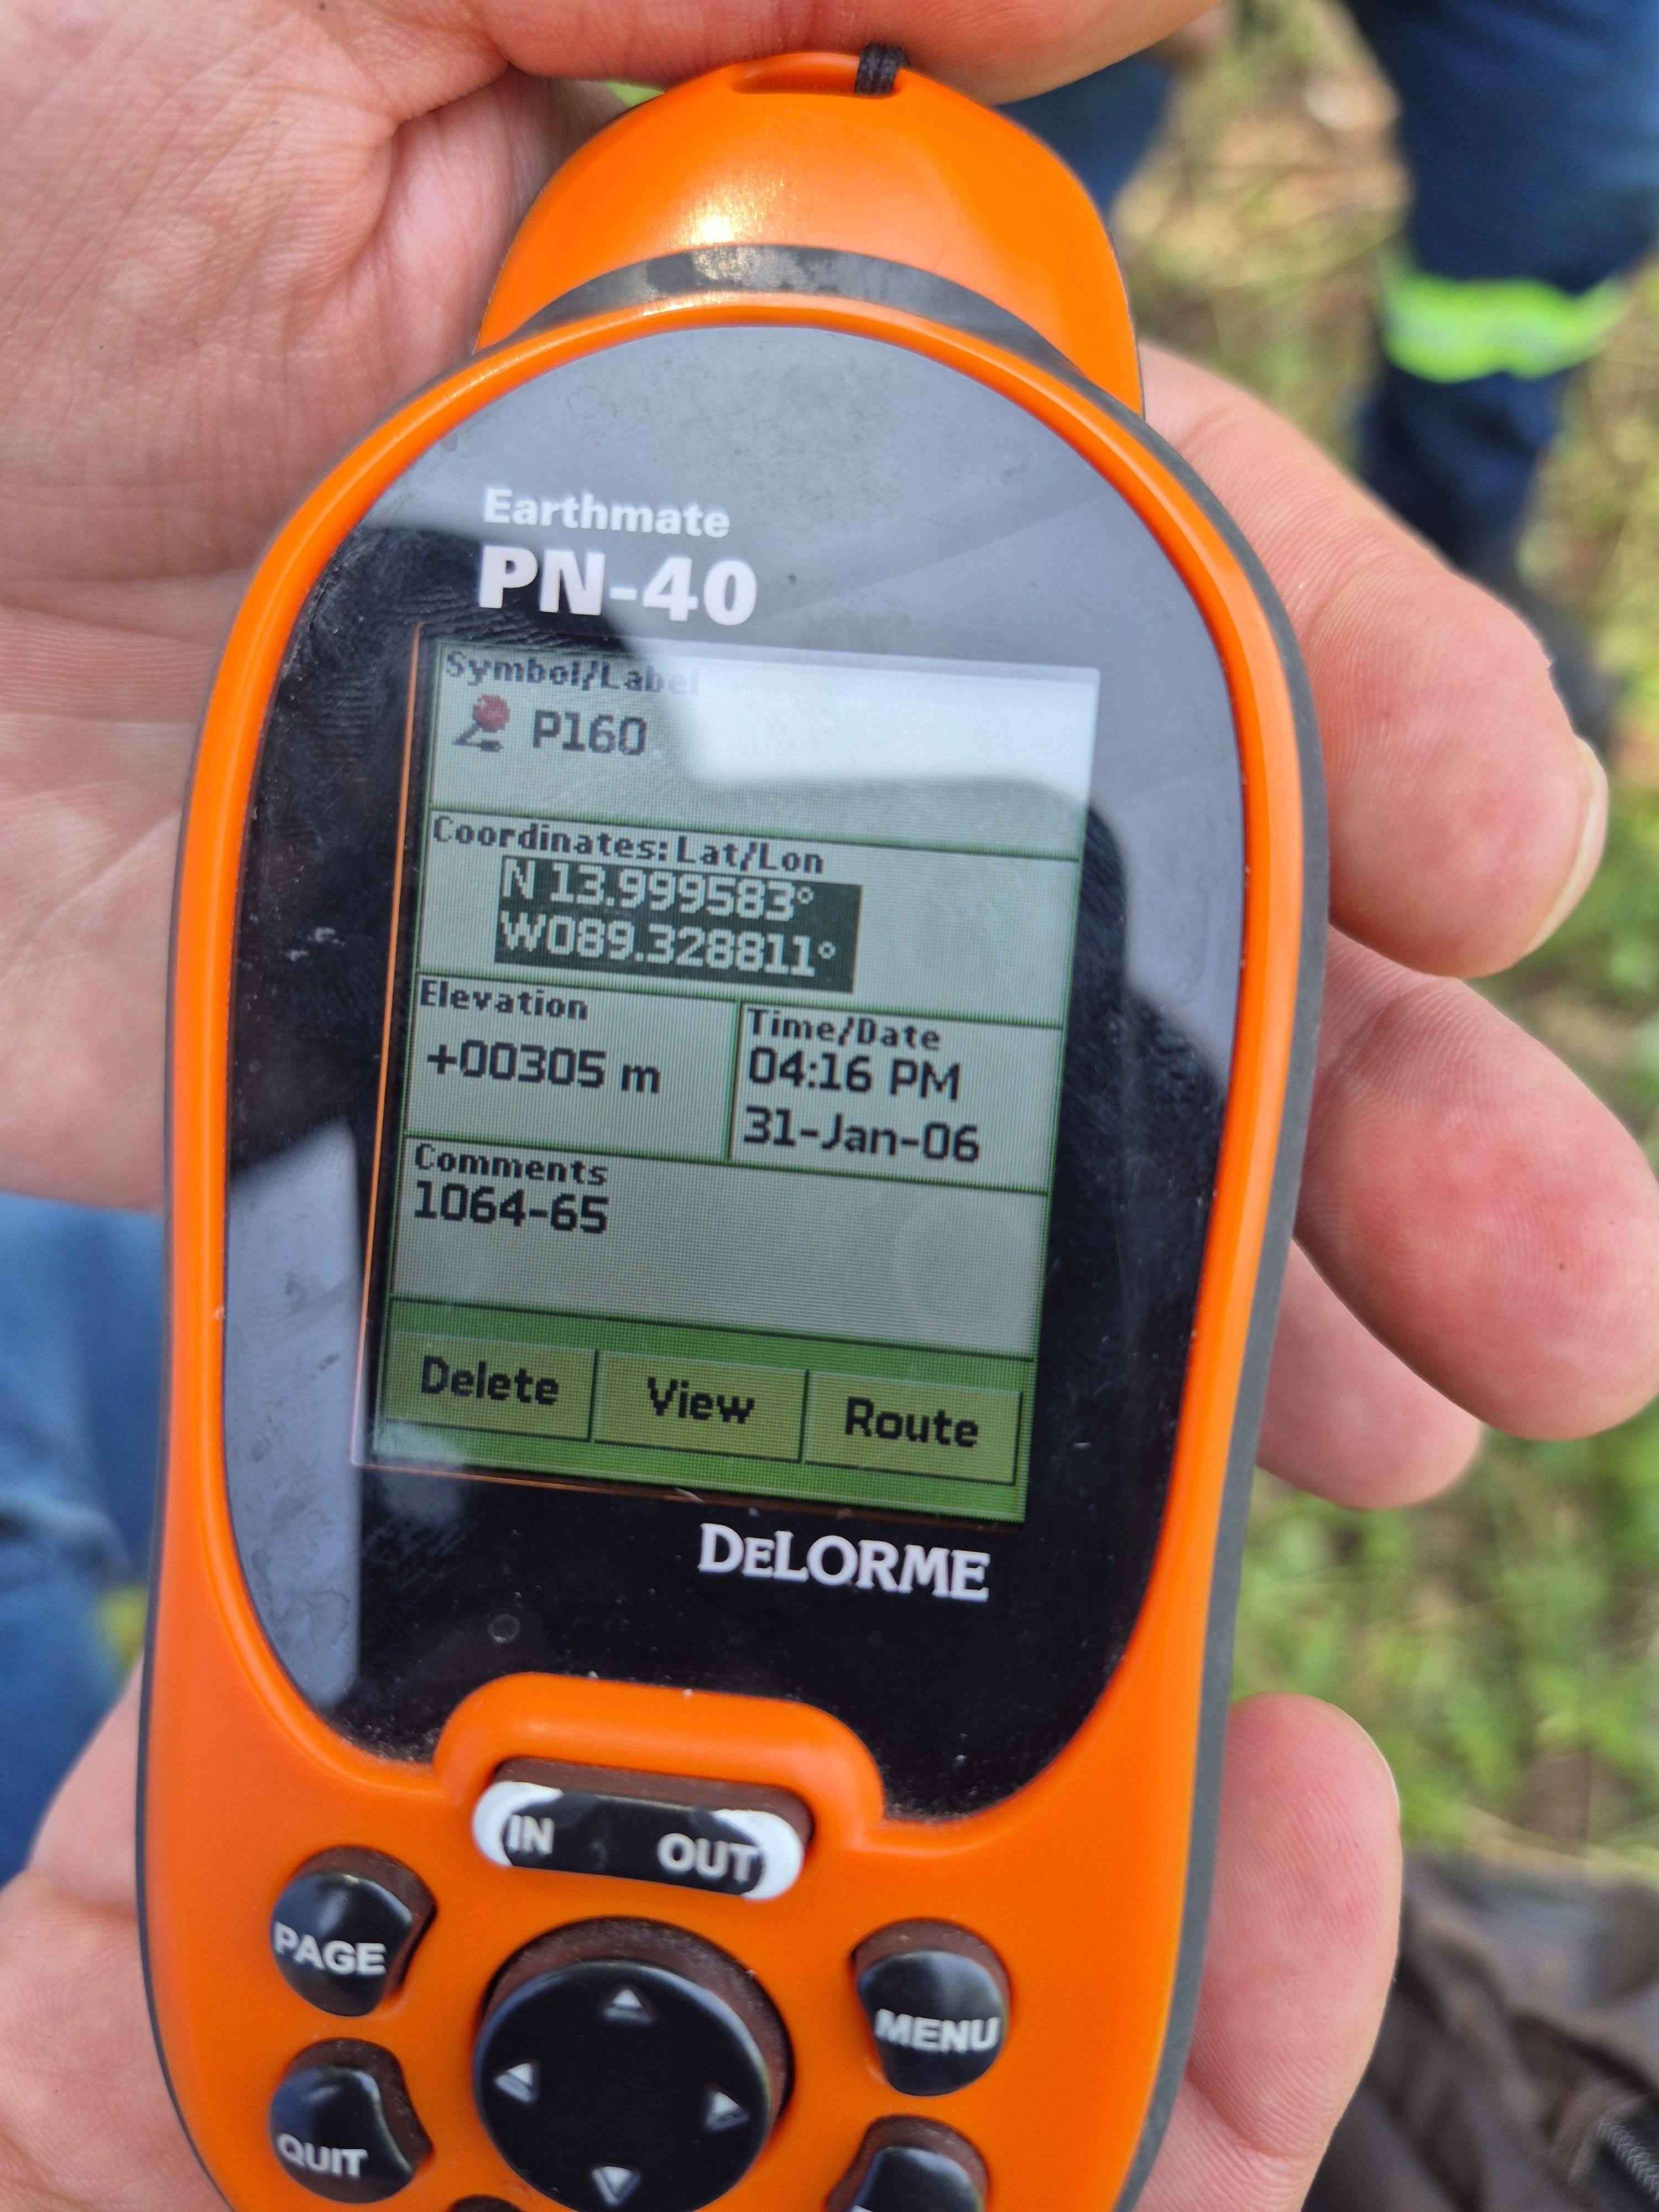 Earthmate
PN-40
Symbol/Label
P160
Coordinates: Lat/Lon
N 13.999583°
W089.328811°
Elevation
+00305 m
Time/Date
04:16 PM
31-Jan-06
Comments
1064-65
Delete View Route
DELORME
IN OUT
PAGE
MENU
QUIT